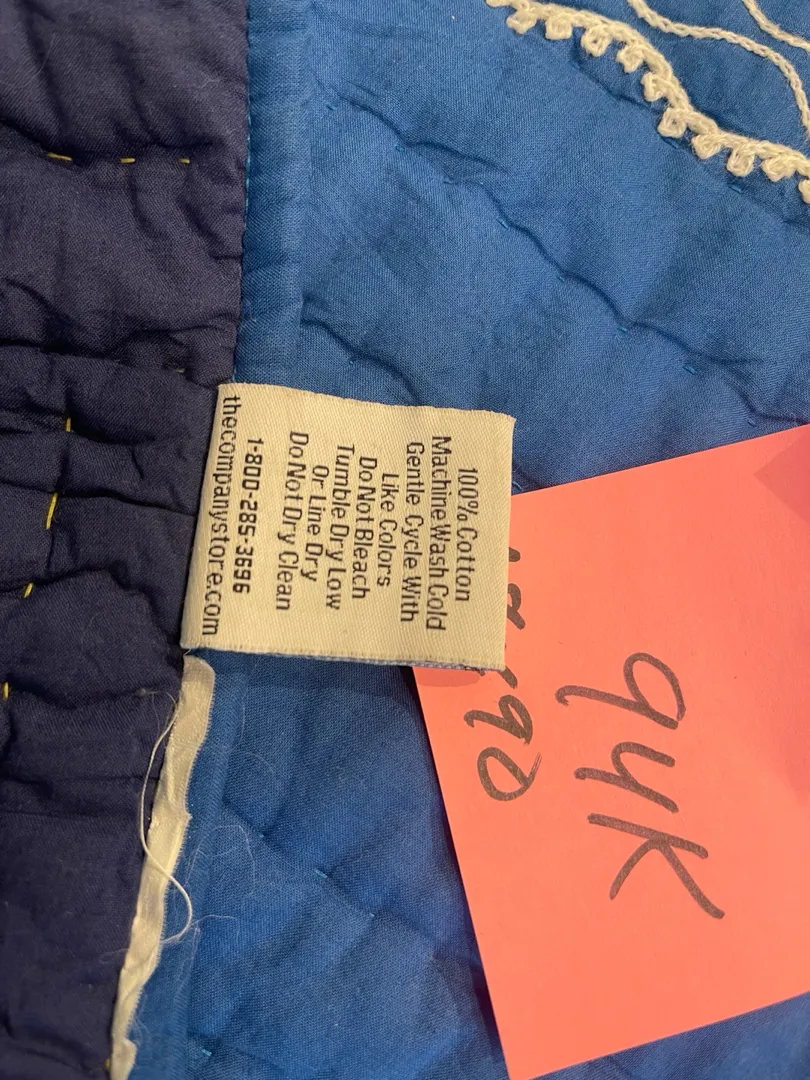 100% Cotton
Machine Wash Cold
Gentle Cycle With
Like Colors
Do Not Bleach
Tumble Dry Low
Or Line Dry
Do Not Dry Clean
1-800-285-3696
thecompanystore.com
94K